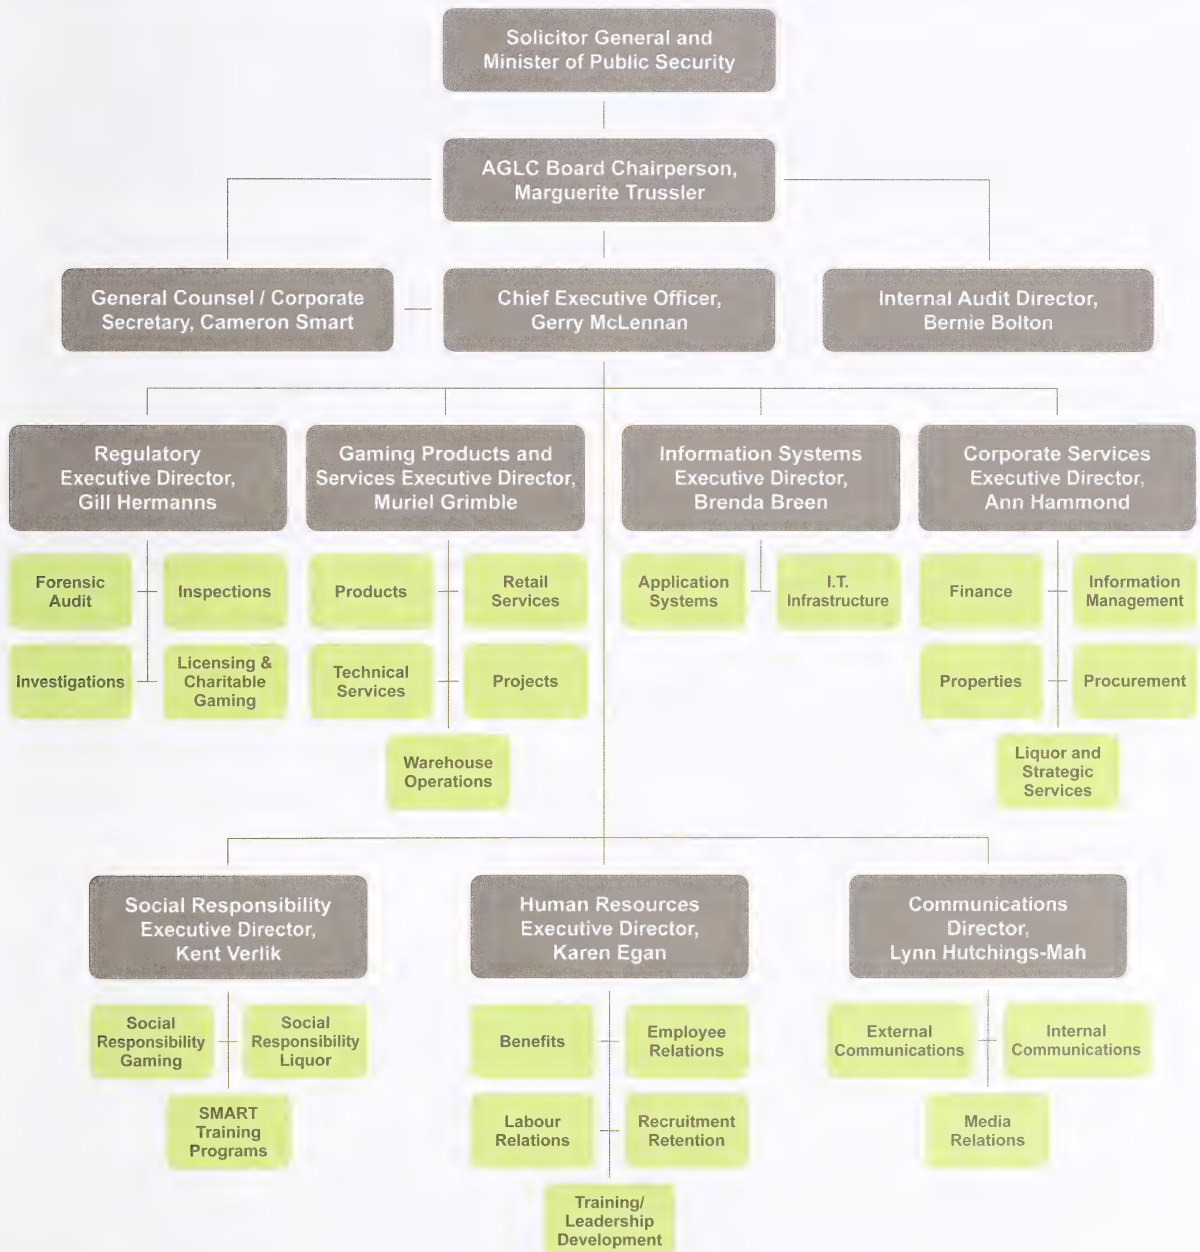 Solicitor General and
Minister of Public Security
AGLC Board Chairperson,
Marguerite Trussler
General Counsel / Corporate
Secretary, Cameron Smart
Chief Executive Officer,
Gerry McLennan
Internal Audit Director,
Bernie Bolton
Regulatory
Executive Director,
Gill Hermanns
Gaming Products and
Services Executive Director,
Muriel Grimble
Information Systems
Executive Director,
Brenda Breen
Corporate Services
Executive Director,
Ann Hammond
Forensic
Audit
Inspections
Investigations
Licensing &
Charitable
Gaming
Products
Retail
Services
Technical
Services
Projects
Warehouse
Operations
Application
Systems
I.T.
Infrastructure
Finance
Information
Management
Properties
Procurement
Liquor and
Strategic
Services
Social Responsibility
Executive Director,
Kent Verlik
Human Resources
Executive Director,
Karen Egan
Communications
Director,
Lynn Hutchings-Mah
Social
Responsibility
Gaming
Social
Responsibility
Liquor
SMART
Training
Programs
Benefits
Employee
Relations
Labour
Relations
Recruitment
Retention
Training/
Leadership
Development
External
Communications
Internal
Communications
Media
Relations